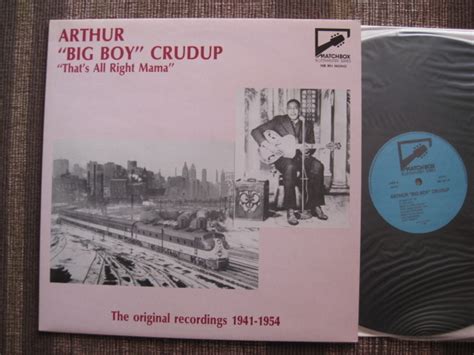 ARTHUR
"BIG BOY" CRUDUP
"That's All Right Mama"
MATCHBOX
The original recordings 1941-1954
MATCHBOX
ARTHUR "BIG BOY" CRUDUP